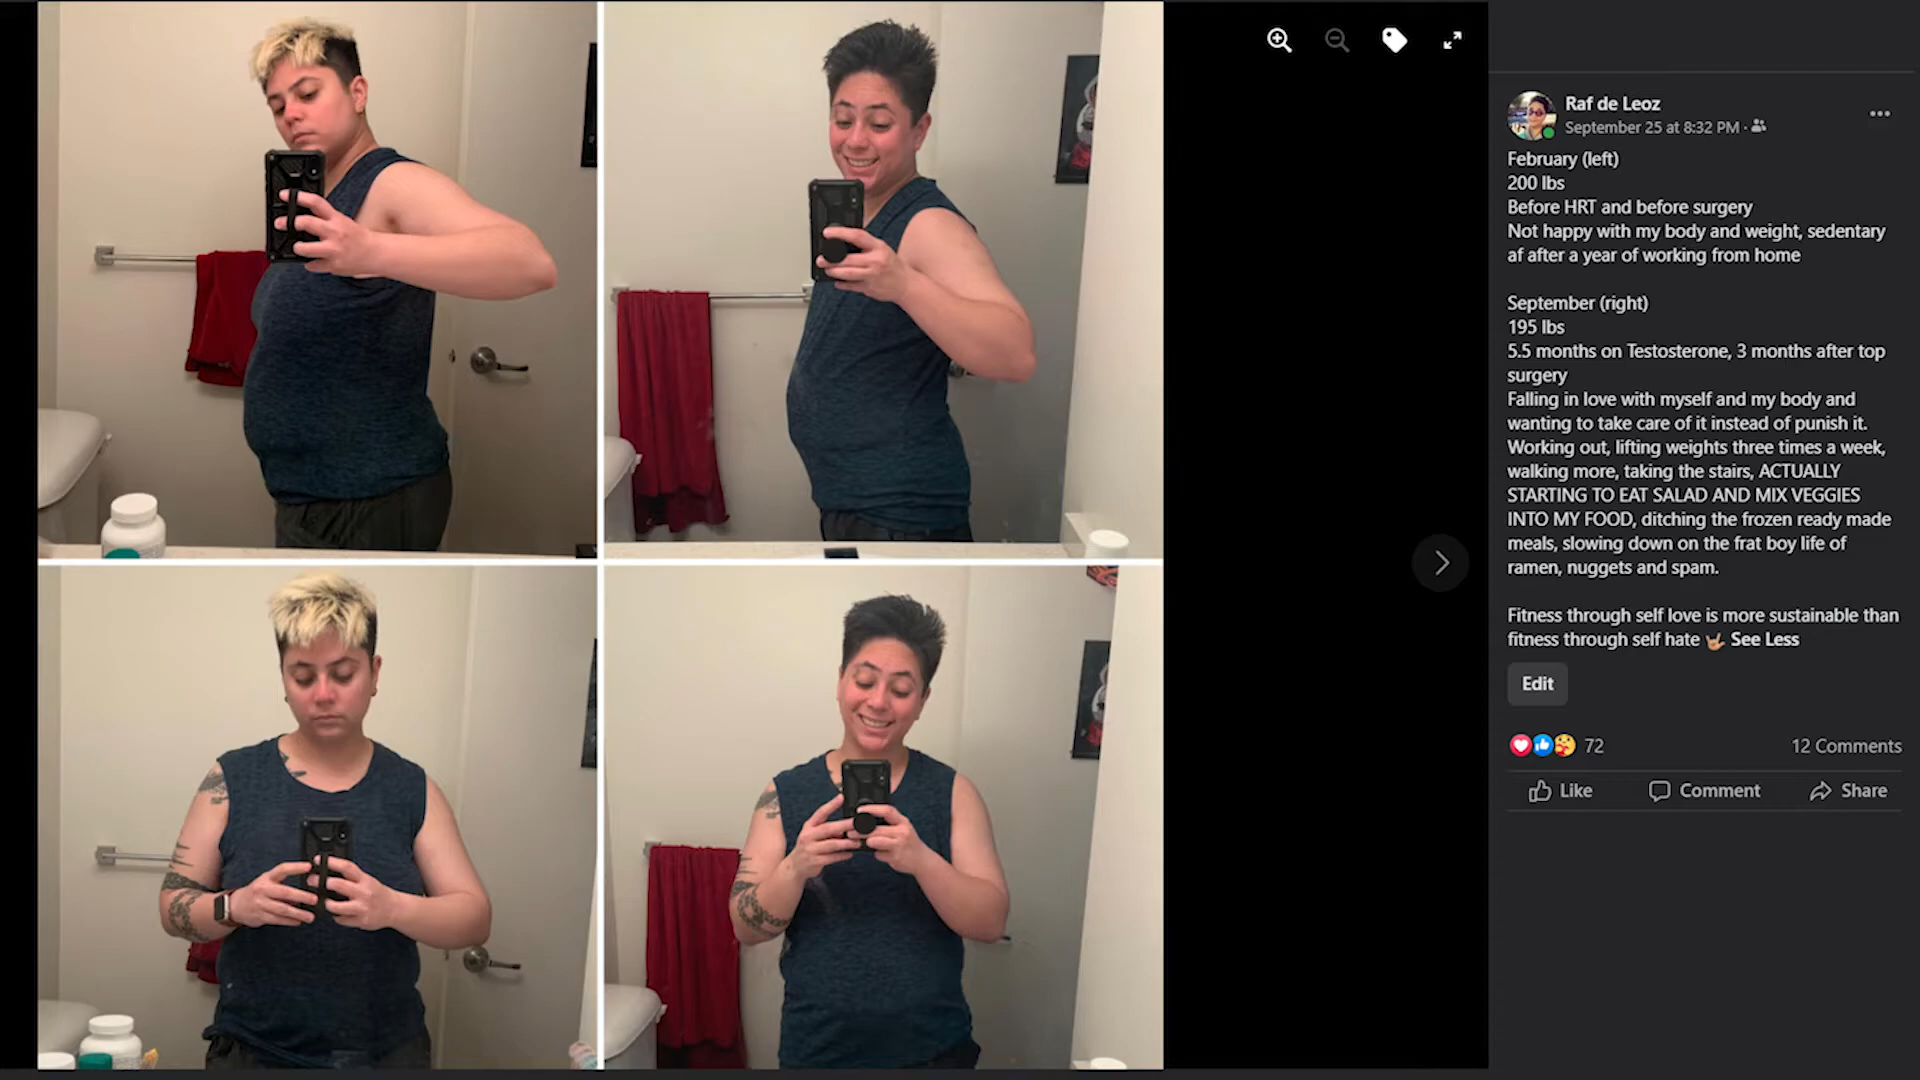 Raf de Leoz
September 25 at 8:32 PM ·
February (left)
200 lbs
Before HRT and before surgery
Not happy with my body and weight, sedentary
af after a year of working from home
September (right)
195 lbs
5.5 months on Testosterone, 3 months after top
surgery
Falling in love with myself and my body and
wanting to take care of it instead of punish it.
Working out, lifting weights three times a week,
walking more, taking the stairs, ACTUALLY
STARTING TO EAT SALAD AND MIX VEGGIES
INTO MY FOOD, ditching the frozen ready made
meals, slowing down on the frat boy life of
ramen, nuggets and spam.
Fitness through self love is more sustainable than
fitness through self hate 🤟🏽 See Less
Edit
72
12 Comments
Like
Comment
Share